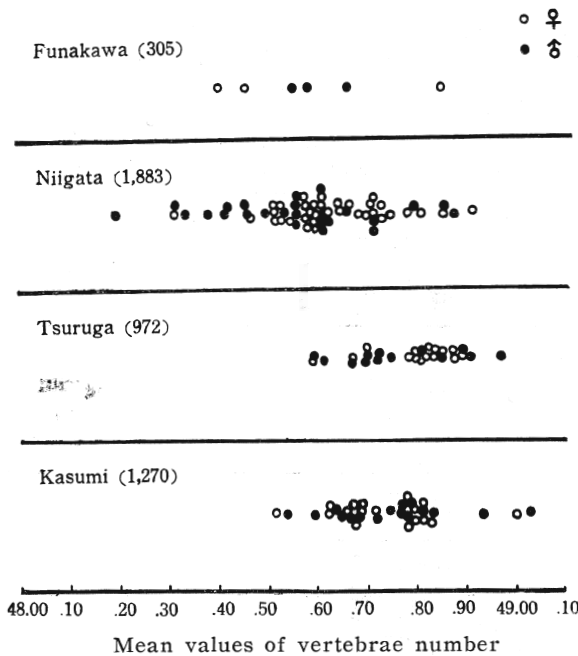 ○ ♀
● ♂
Funakawa (305)
Niigata (1,883)
Tsuruga (972)
Kasumi (1,270)
48.00 .10 .20 .30 .40 .50 .60 .70 .80 .90 49.00 .10
Mean values of vertebrae number